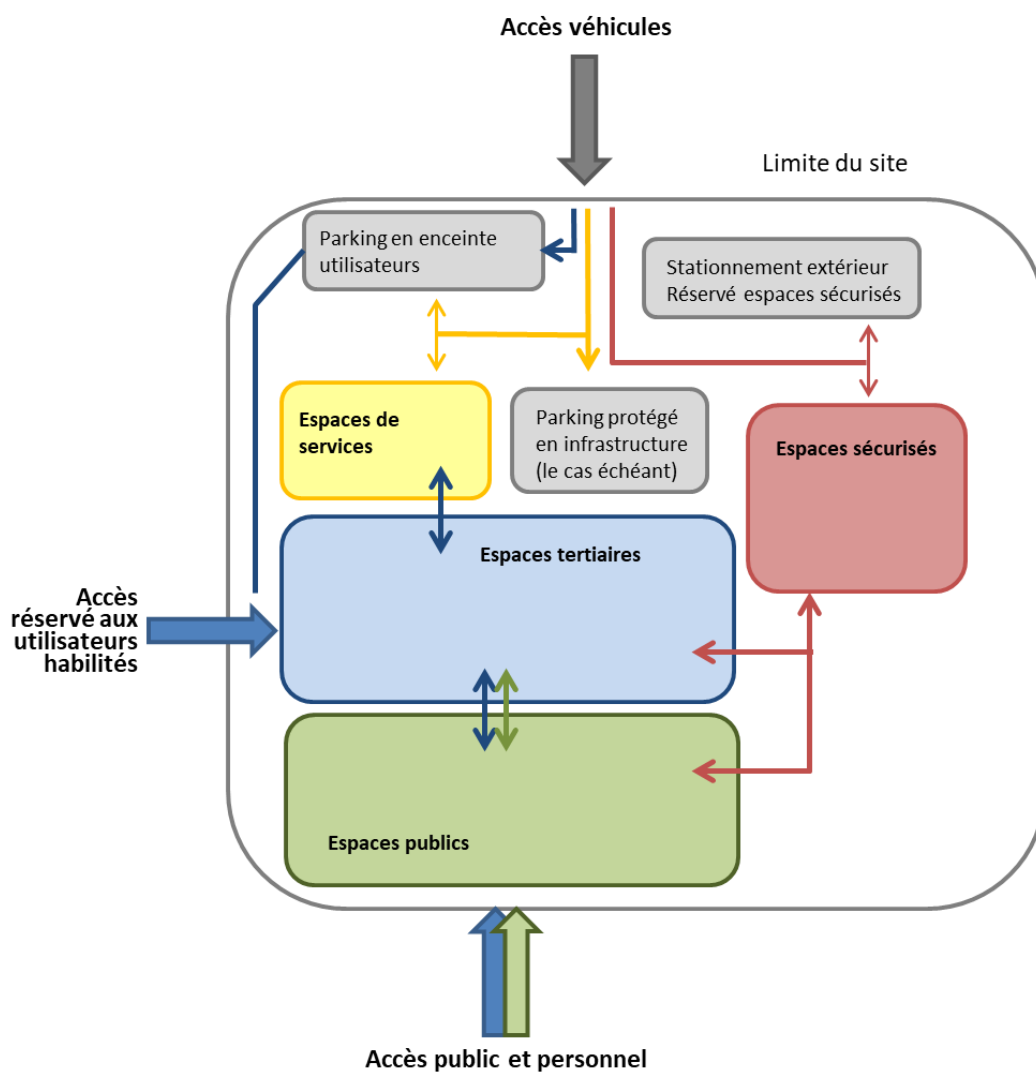 Accès véhicules
Limite du site
Parking en enceinte
utilisateurs
Stationnement extérieur
Réservé espaces sécurisés
Espaces de
services
Parking protégé
en infrastructure
(le cas échéant)
Espaces sécurisés
Espaces tertiaires
Accès
réservé aux
utilisateurs
habilités
Espaces publics
Accès public et personnel